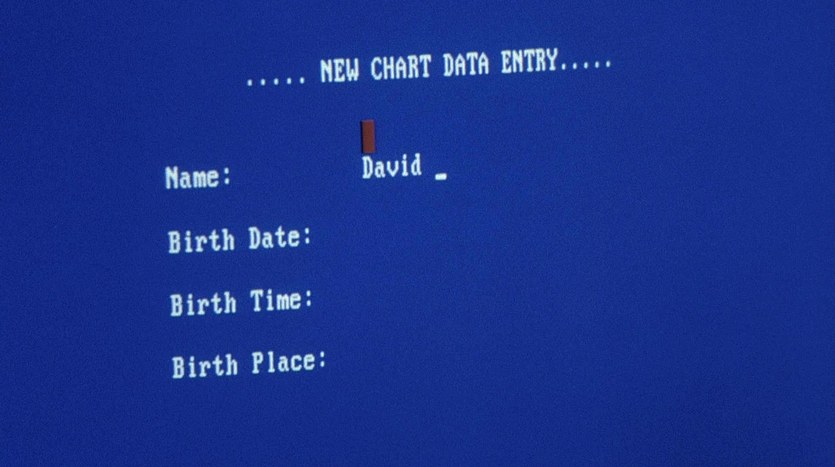 ..... NEW CHART DATA ENTRY.....
Name: David _
Birth Date:
Birth Time:
Birth Place: